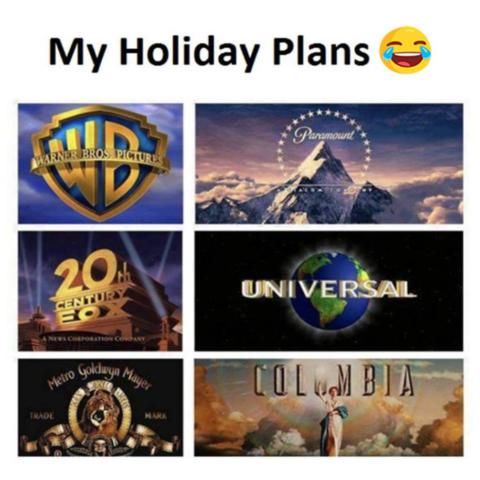 My Holiday Plans
WB
WARNER BROS PICTURES
Paramount
20th
CENTURY
FOX
A NEWS CORPORATION COMPANY
UNIVERSAL
Metro Goldwyn Mayer
TRADE MARK
COLUMBIA